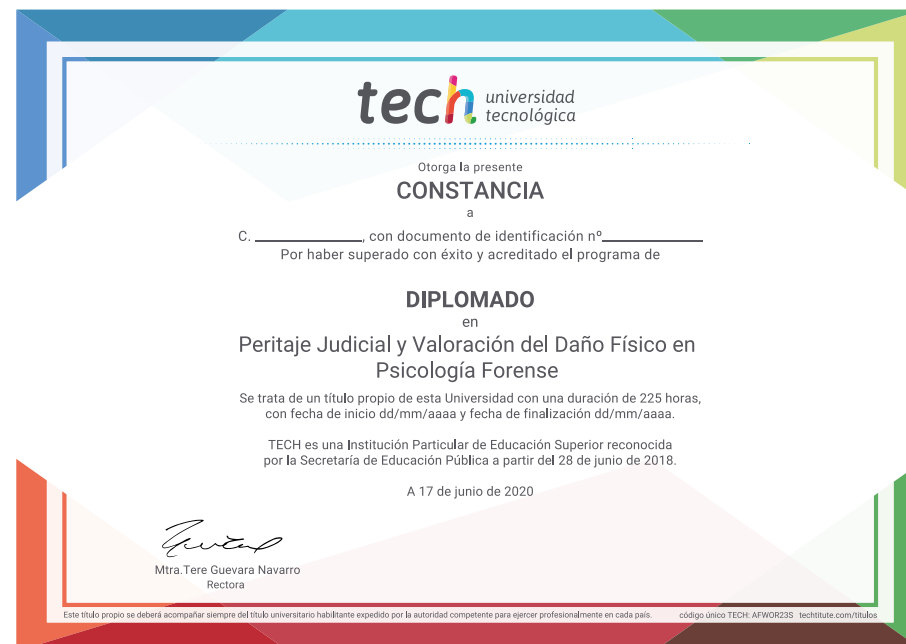 tech universidad
tecnológica
Otorga la presente
CONSTANCIA
a
C. ____________, con documento de identificación nº____________
Por haber superado con éxito y acreditado el programa de
DIPLOMADO
en
Peritaje Judicial y Valoración del Daño Físico en
Psicología Forense
Se trata de un título propio de esta Universidad con una duración de 225 horas,
con fecha de inicio dd/mm/aaaa y fecha de finalización dd/mm/aaaa.
TECH es una Institución Particular de Educación Superior reconocida
por la Secretaría de Educación Pública a partir del 28 de junio de 2018.
A 17 de junio de 2020
Mtra.Tere Guevara Navarro
Rectora
Este título propio se deberá acompañar siempre del título universitario habilitante expedido por la autoridad competente para ejercer profesionalmente en cada país. código único TECH: AFWOR23S techtitute.com/titulos